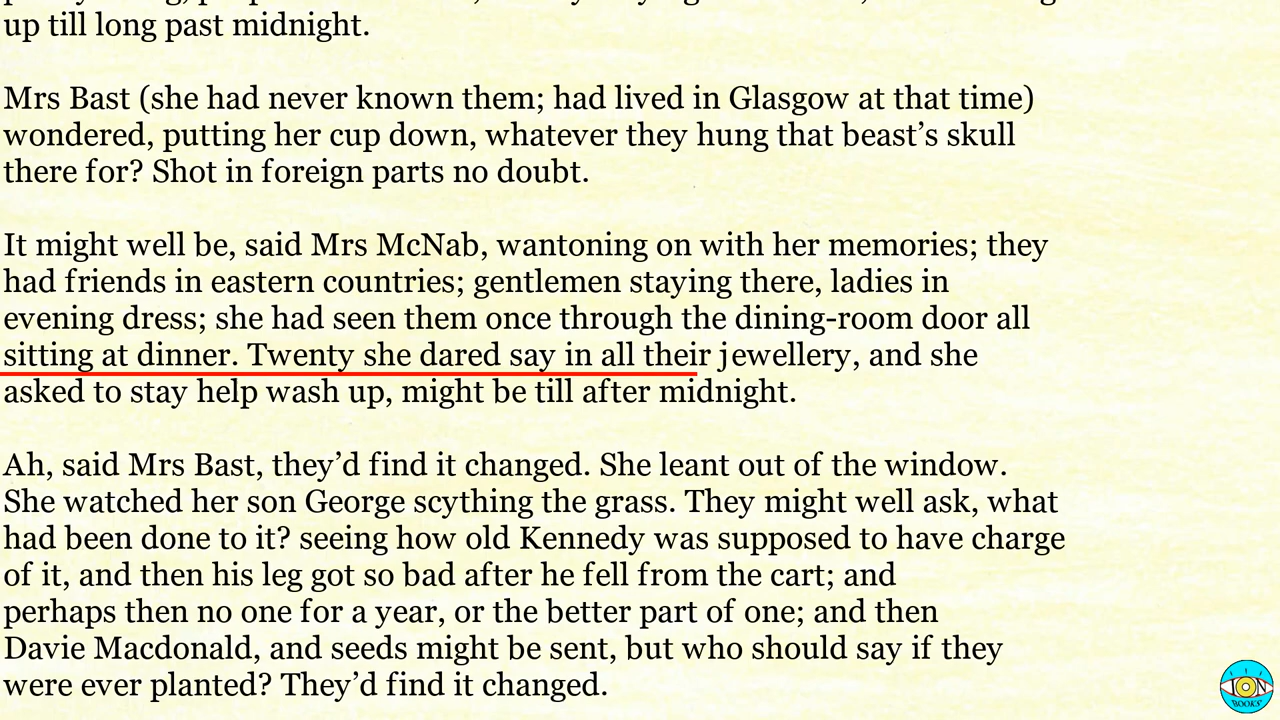 up till long past midnight.
Mrs Bast (she had never known them; had lived in Glasgow at that time)
wondered, putting her cup down, whatever they hung that beast’s skull
there for? Shot in foreign parts no doubt.
It might well be, said Mrs McNab, wantoning on with her memories; they
had friends in eastern countries; gentlemen staying there, ladies in
evening dress; she had seen them once through the dining-room door all
sitting at dinner. Twenty she dared say in all their jewellery, and she
asked to stay help wash up, might be till after midnight.
Ah, said Mrs Bast, they’d find it changed. She leant out of the window.
She watched her son George scything the grass. They might well ask, what
had been done to it? seeing how old Kennedy was supposed to have charge
of it, and then his leg got so bad after he fell from the cart; and
perhaps then no one for a year, or the better part of one; and then
Davie Macdonald, and seeds might be sent, but who should say if they
were ever planted? They’d find it changed.
ION
BOOKS